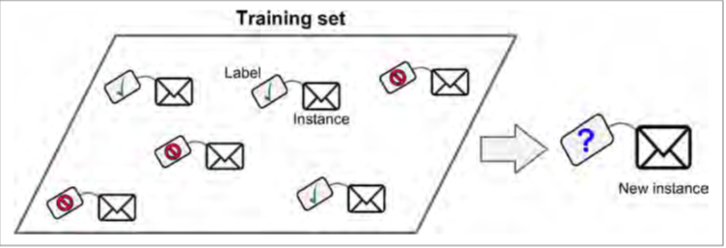 Training set
Label
Instance
?
New instance